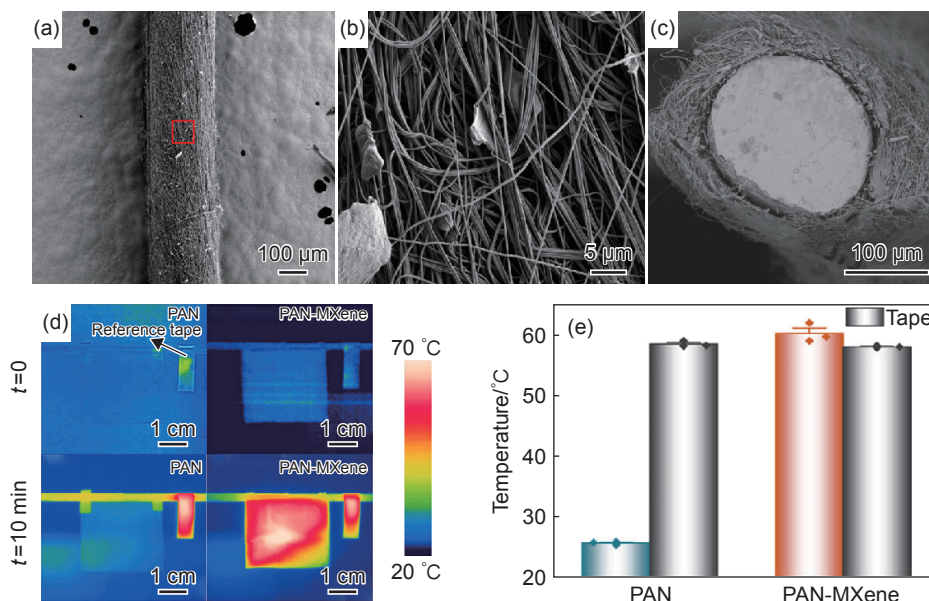 (a)
100 μm
(b)
5 μm
(c)
100 μm
(d)
PAN
Reference tape
PAN-MXene
t=0
1 cm
1 cm
PAN
PAN-MXene
t=10 min
1 cm
1 cm
70 °C
20 °C
(e)
Tape
Temperature/°C
60
50
40
30
20
PAN
PAN-MXene